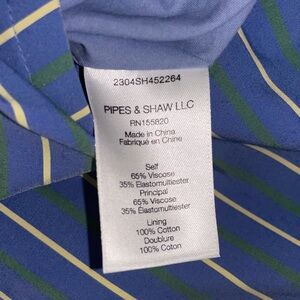 2304SH452264
PIPES & SHAW LLC
RN155820
Made in China
Fabriqué en Chine
Self
65% Viscose
35% Elastomultiester
Principal
65% Viscose
35% Elastomultiester
Lining
100% Cotton
Doublure
100% Coton